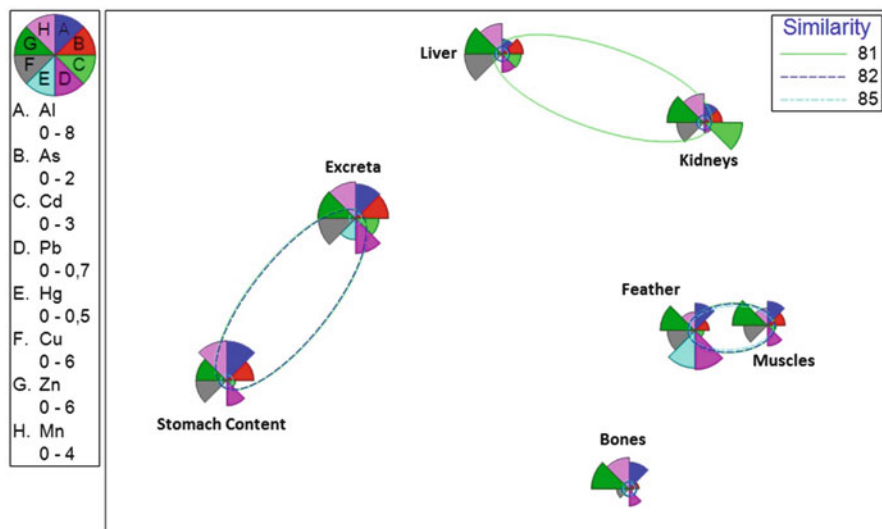 H A
G B
F C
E D
A. Al
0 - 8
B. As
0 - 2
C. Cd
0 - 3
D. Pb
0 - 0,7
E. Hg
0 - 0,5
F. Cu
0 - 6
G. Zn
0 - 6
H. Mn
0 - 4
Liver
Kidneys
Excreta
Feather
Muscles
Stomach Content
Bones
Similarity
81
82
85